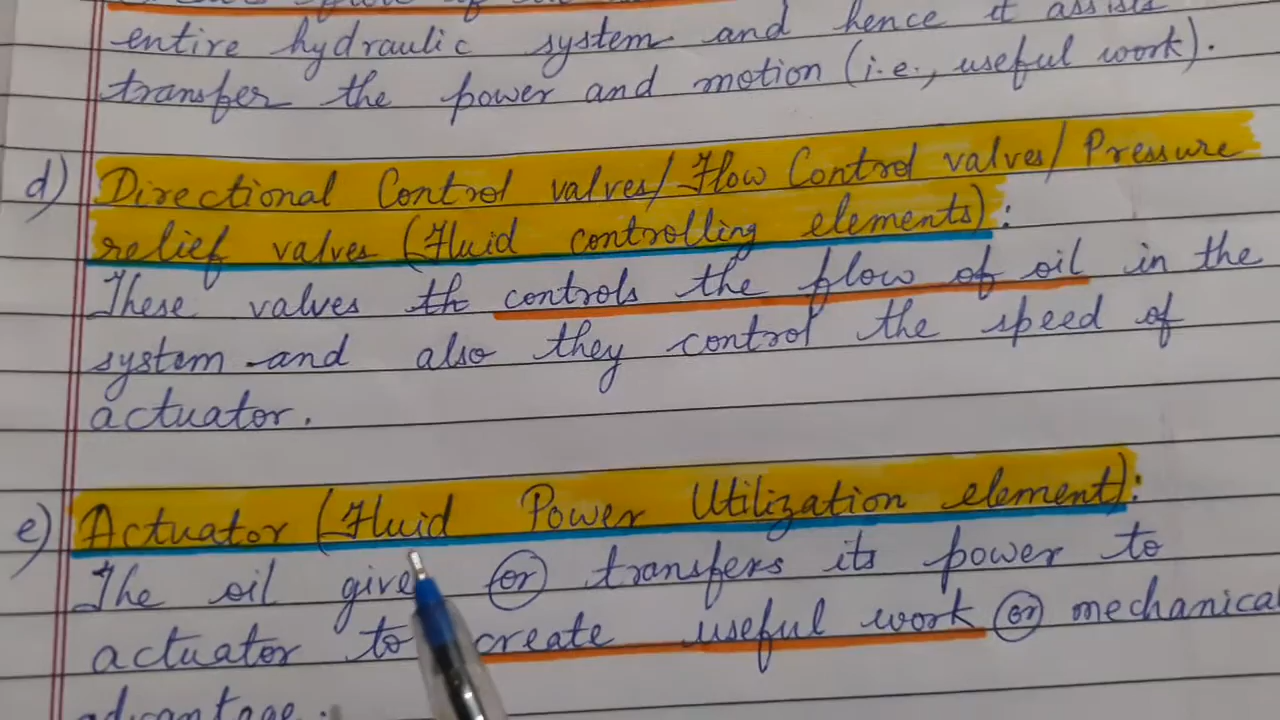 entire hydraulic system and hence it assists
transfer the power and motion (i.e., useful work).
d) Directional Control valves/Flow Control valves/Pressure
relief valves (Fluid controlling elements):
These valves th controls the flow of oil in the
system and also they control the speed of
actuator.
e) Actuator (Fluid Power Utilization element):
The oil give or transfers its power to
actuator to create useful work or mechanical
advantage.